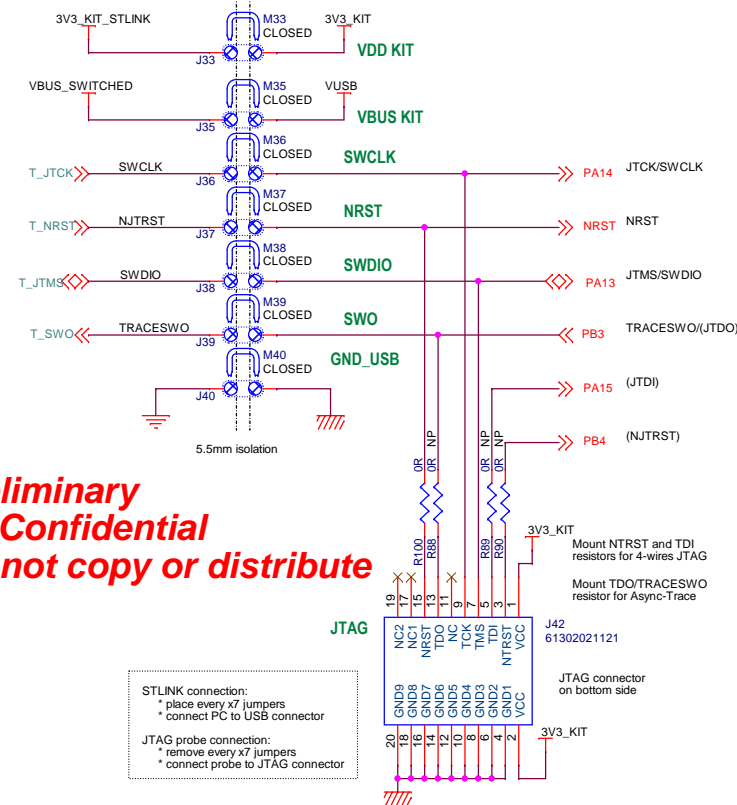 3V3_KIT_STLINK
M33
CLOSED
3V3_KIT
J33
VDD KIT
VBUS_SWITCHED
M35
CLOSED
VUSB
J35
VBUS KIT
M36
CLOSED
SWCLK
T_JTCK
SWCLK
J36
PA14
JTCK/SWCLK
M37
CLOSED
NRST
T_NRST
NJTRST
J37
NRST
NRST
M38
CLOSED
SWDIO
T_JTMS
SWDIO
J38
PA13
JTMS/SWDIO
M39
CLOSED
SWO
T_SWO
TRACESWO
J39
PB3
TRACESWO/(JTDO)
M40
CLOSED
GND_USB
J40
PA15
(JTDI)
5.5mm isolation
PB4
(NJTRST)
0R
0R
NP
0R
NP
0R
NP
R100
R88
R89
R90
liminary
Confidential
not copy or distribute
3V3_KIT
Mount NTRST and TDI
resistors for 4-wires JTAG
Mount TDO/TRACESWO
resistor for Async-Trace
JTAG
19
17
15
13
11
9
7
5
3
1
NC2
NC1
NRST
TDO
NC
TCK
TMS
TDI
NTRST
VCC
J42
61302021121
GND9
GND8
GND7
GND6
GND5
GND4
GND3
GND2
GND1
VCC
20
18
16
14
12
10
8
6
4
2
JTAG connector
on bottom side
3V3_KIT
STLINK connection:
* place every x7 jumpers
* connect PC to USB connector
JTAG probe connection:
* remove every x7 jumpers
* connect probe to JTAG connector